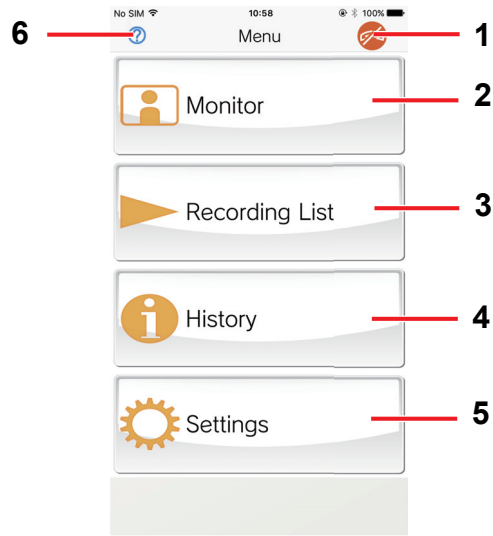 No SIM 10:58 100%
6 ? Menu 1
Monitor 2
Recording List 3
History 4
Settings 5